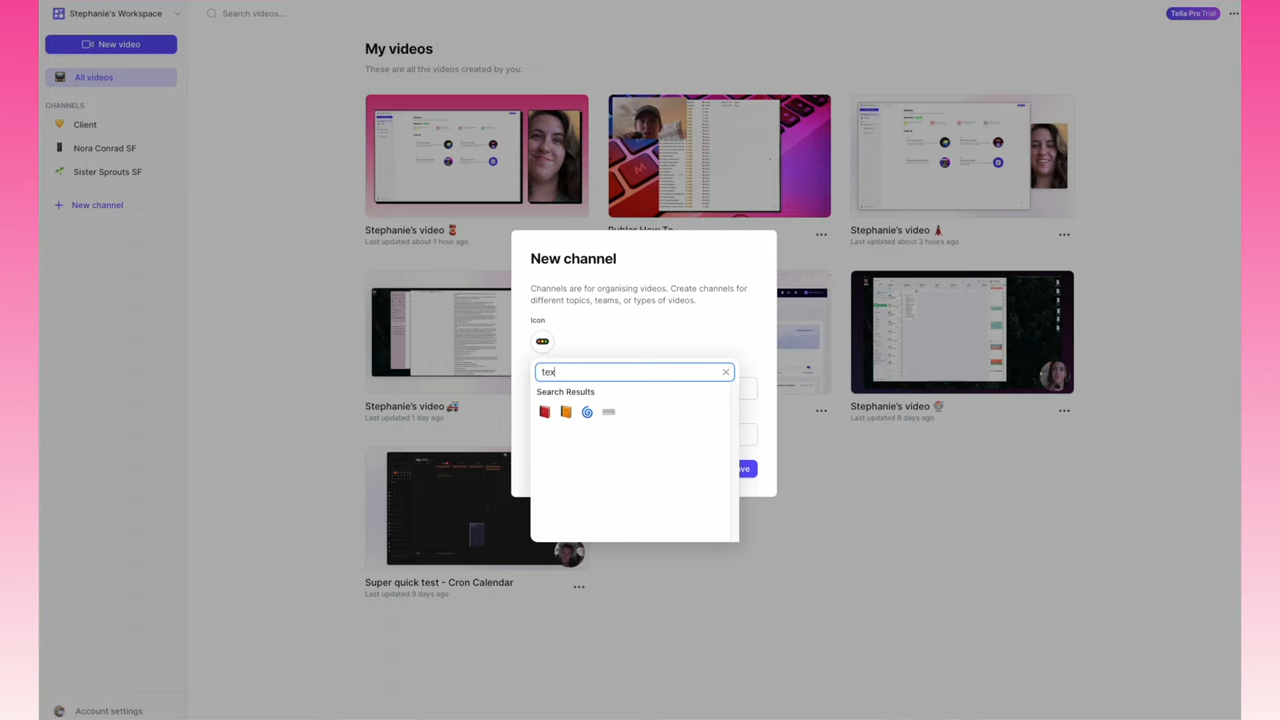 Stephanie's Workspace
Search videos...
Tella Pro Trial
New video
All videos
CHANNELS
Client
Nora Conrad SF
Sister Sprouts SF
New channel
My videos
These are all the videos created by you.
Stephanie's video
Last updated about 1 hour ago
Publer How To
Stephanie's video
Last updated about 3 hours ago
New channel
Channels are for organising videos. Create channels for
different topics, teams, or types of videos.
Icon
tex
Search Results
Stephanie's video
Last updated 1 day ago
Stephanie's video
Last updated 8 days ago
Super quick test - Cron Calendar
Last updated 9 days ago
Account settings